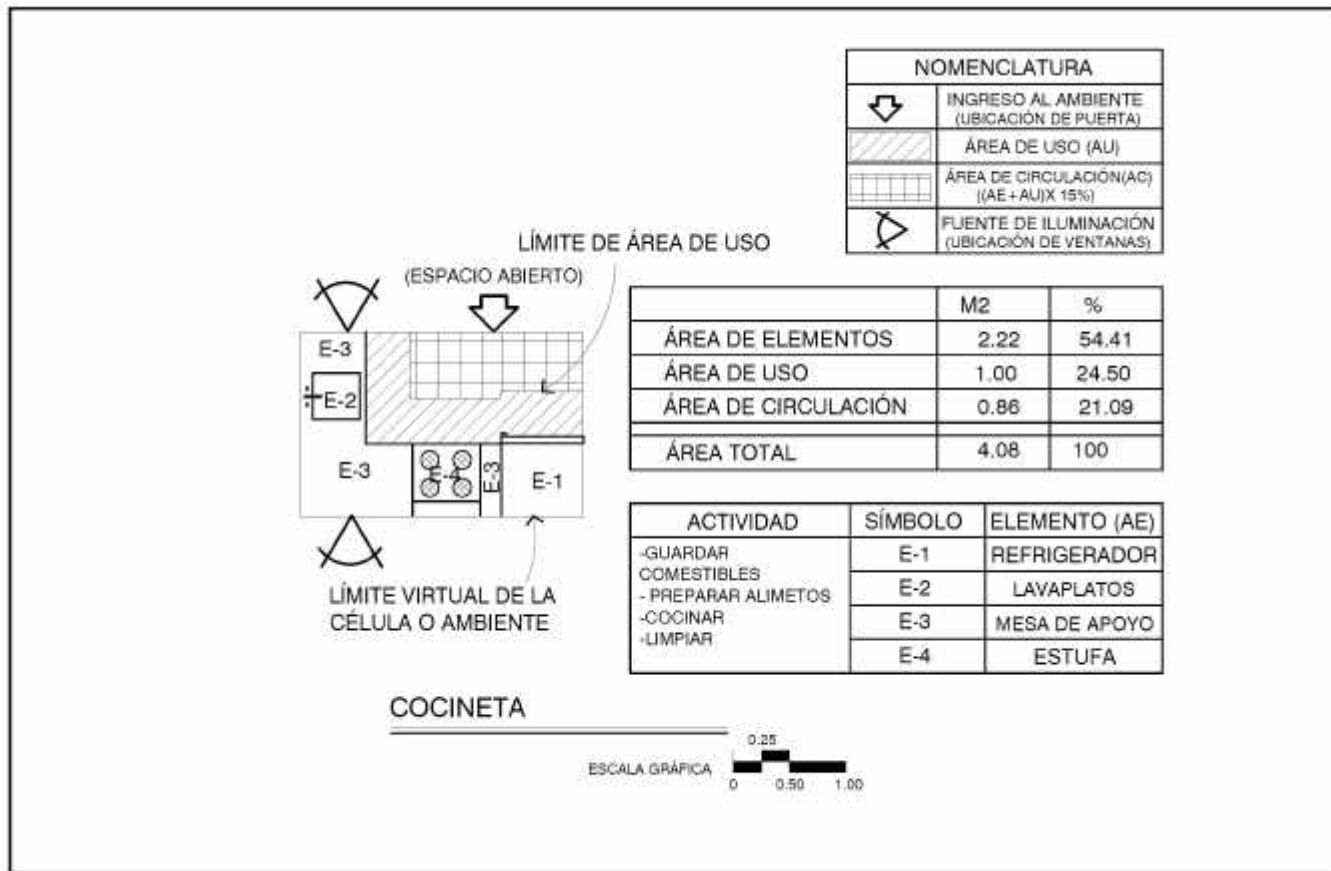 NOMENCLATURA
INGRESO AL AMBIENTE
(UBICACIÓN DE PUERTA)
ÁREA DE USO (AU)
ÁREA DE CIRCULACIÓN(AC)
((AE+AU)X 15%)
FUENTE DE ILUMINACIÓN
(UBICACIÓN DE VENTANAS)
LÍMITE DE ÁREA DE USO
(ESPACIO ABIERTO)
E-3
E-2
E-3
E-4
E-3
E-1
LÍMITE VIRTUAL DE LA
CÉLULA O AMBIENTE
M2 %
ÁREA DE ELEMENTOS 2.22 54.41
ÁREA DE USO 1.00 24.50
ÁREA DE CIRCULACIÓN 0.86 21.09
ÁREA TOTAL 4.08 100
ACTIVIDAD SÍMBOLO ELEMENTO (AE)
-GUARDAR
COMESTIBLES
- PREPARAR ALIMETOS
-COCINAR
-LIMPIAR
E-1 REFRIGERADOR
E-2 LAVAPLATOS
E-3 MESA DE APOYO
E-4 ESTUFA
COCINETA
ESCALA GRÁFICA
0.25
0 0.50 1.00